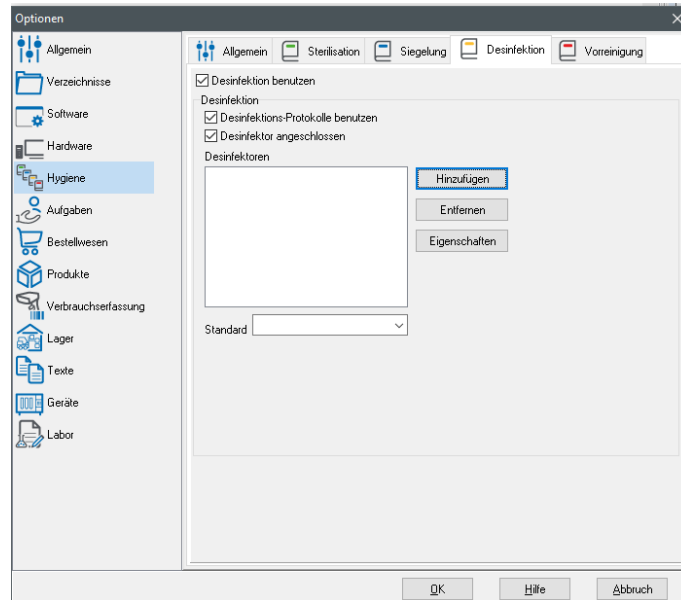 Optionen
Allgemein
Verzeichnisse
Software
Hardware
Hygiene
Aufgaben
Bestellwesen
Produkte
Verbrauchserfassung
Lager
Texte
Geräte
Labor
Allgemein Sterilisation Siegelung Desinfektion Vorreinigung
Desinfektion benutzen
Desinfektion
Desinfektions-Protokolle benutzen
Desinfektor angeschlossen
Desinfektoren
Hinzufügen
Entfernen
Eigenschaften
Standard
OK Hilfe Abbruch